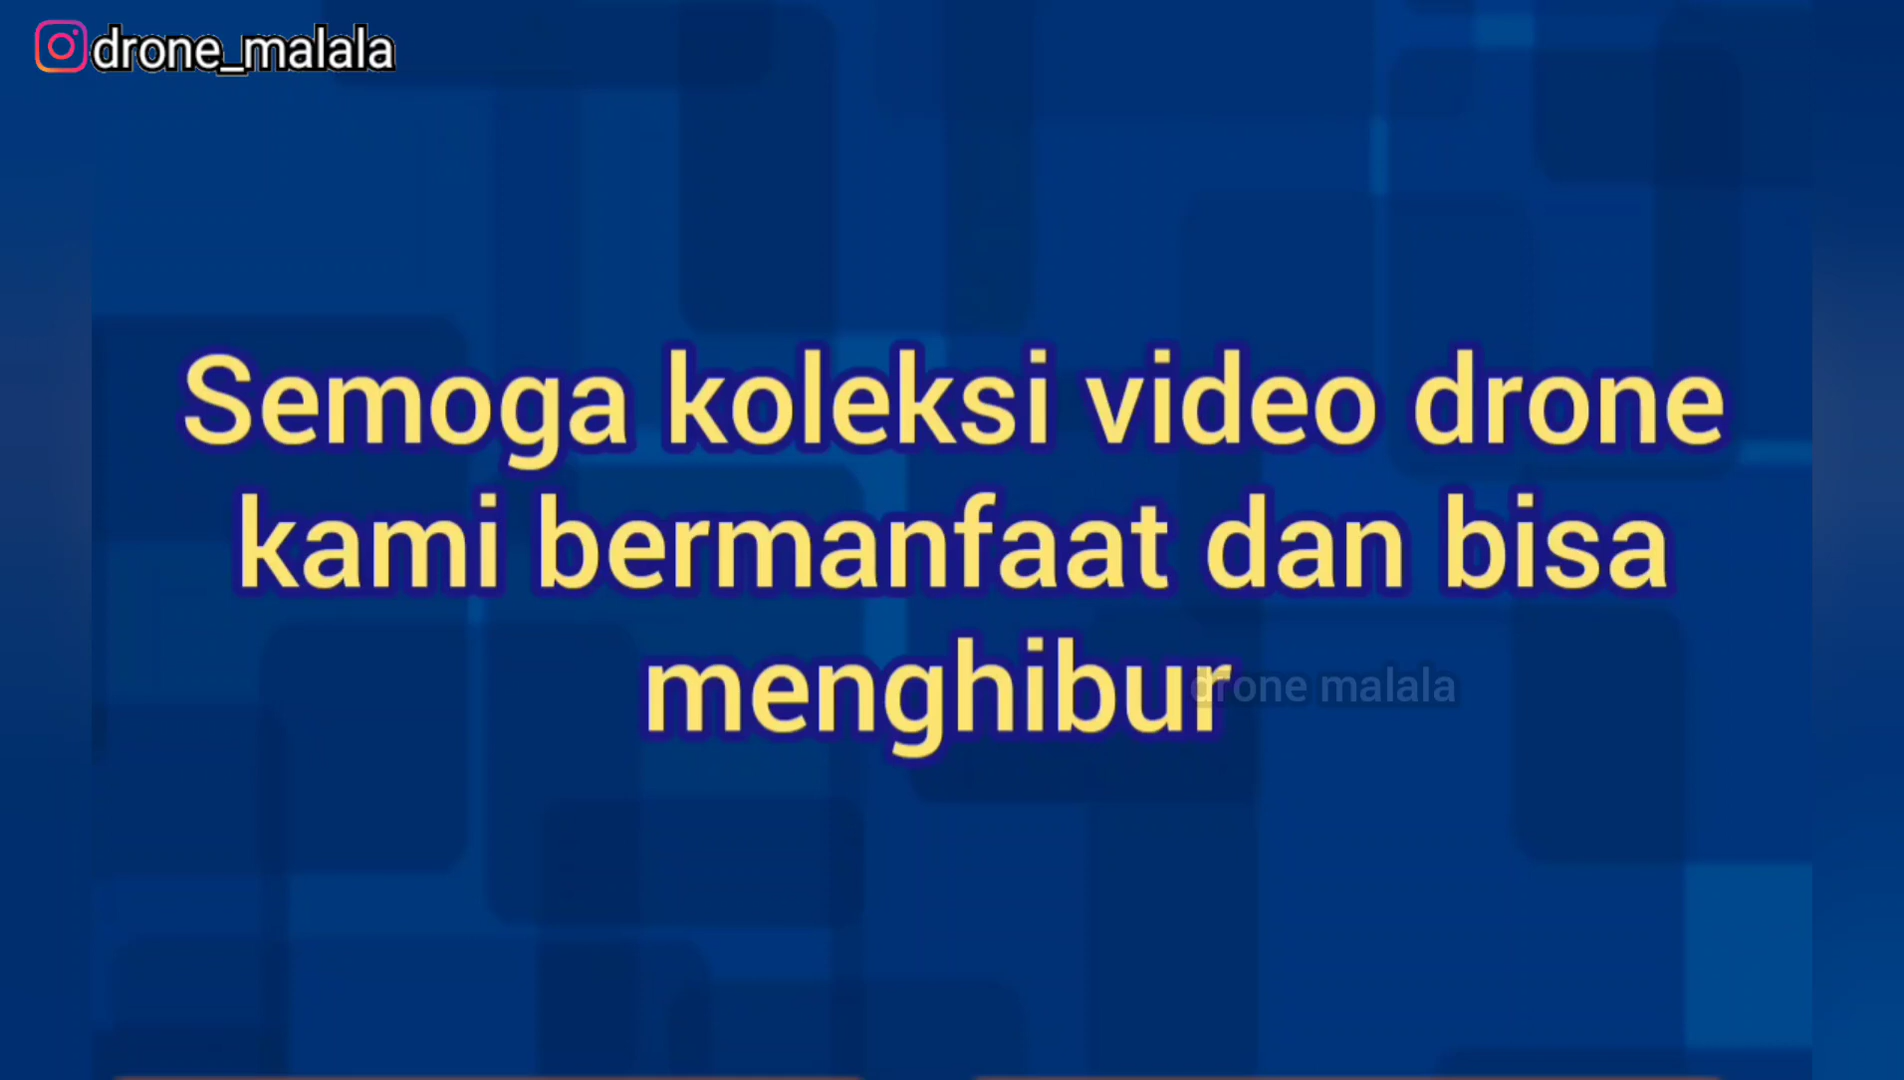 drone_malala
Semoga koleksi video drone
kami bermanfaat dan bisa
menghibur
drone malala